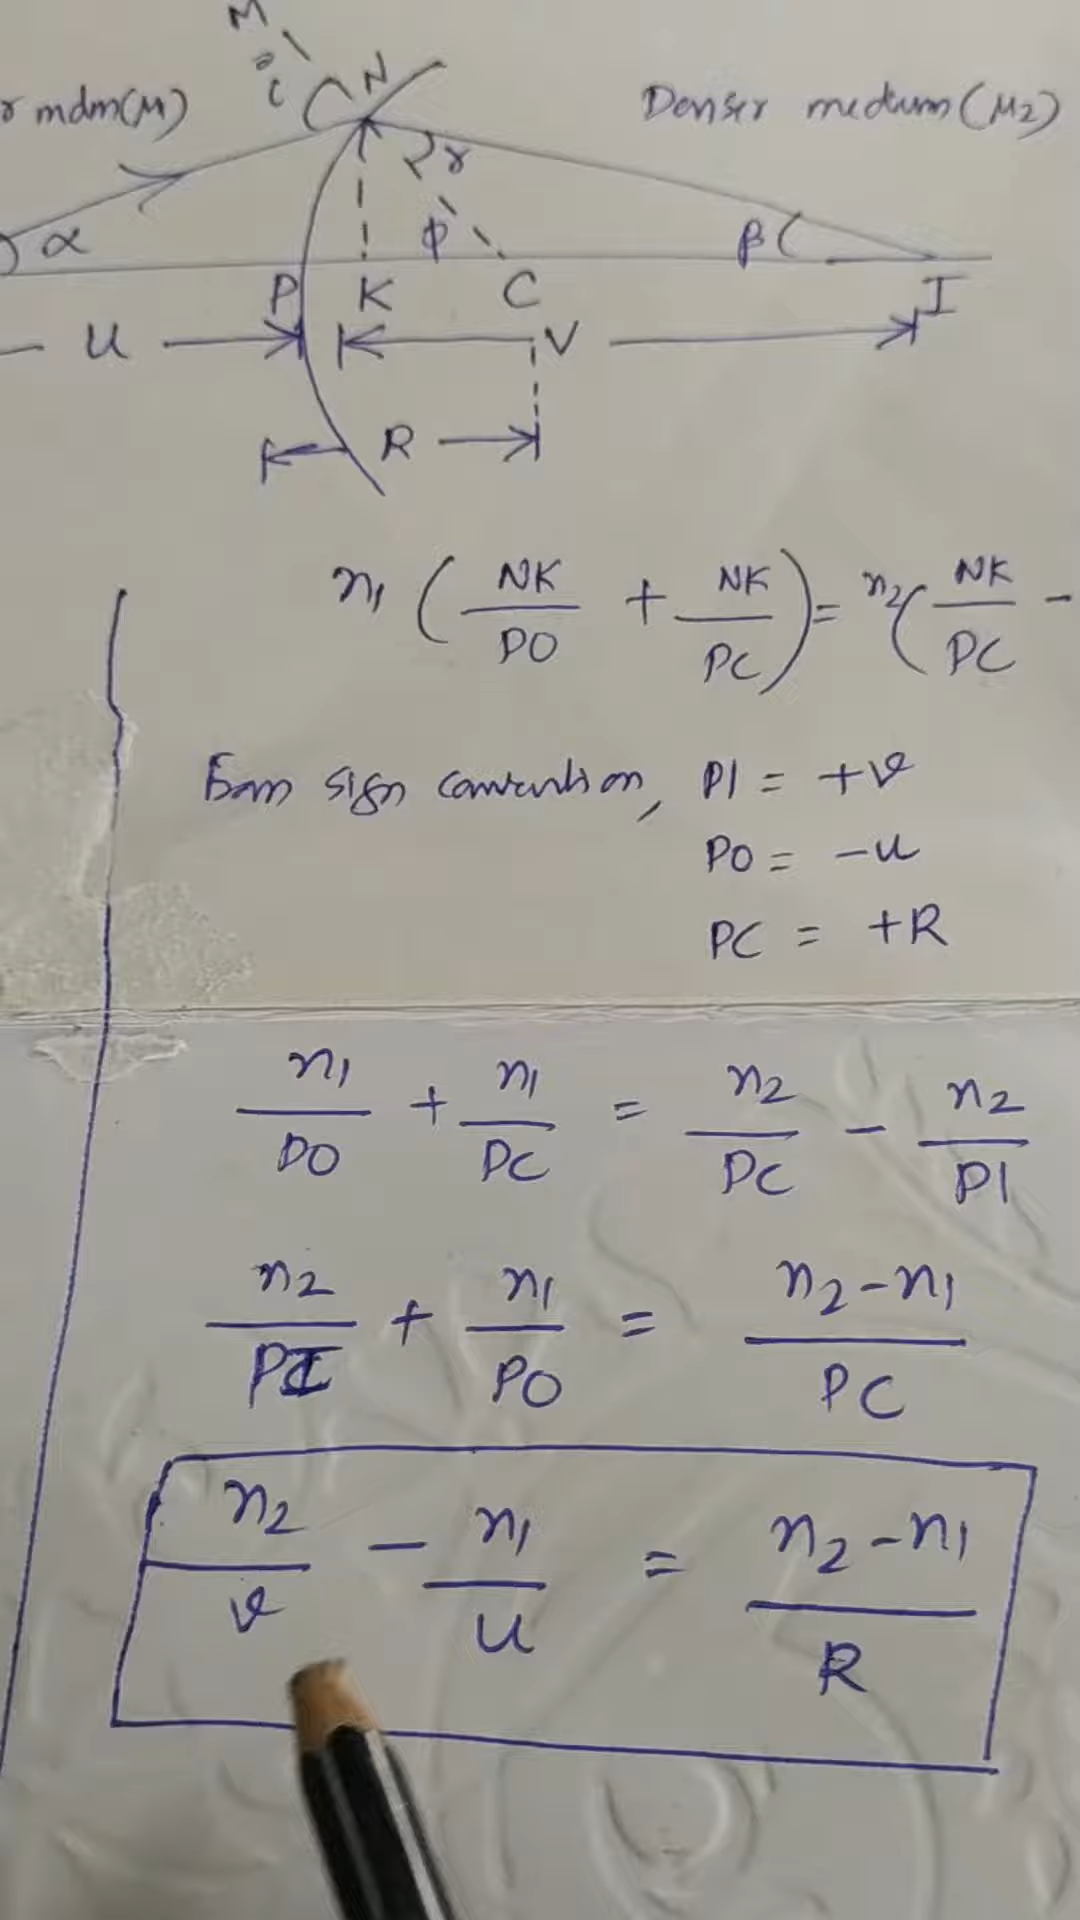 M
i N
r mdm(μ) Denser medium (μ2)
r
α φ β
P K C I
u V
R
n1 ( NK/PO + NK/PC ) = n2 ( NK/PC -
From sign convention, PI = +v
PO = -u
PC = +R
n1/PO + n1/PC = n2/PC - n2/PI
n2/PI + n1/PO = n2-n1/PC
n2/v - n1/u = n2-n1/R